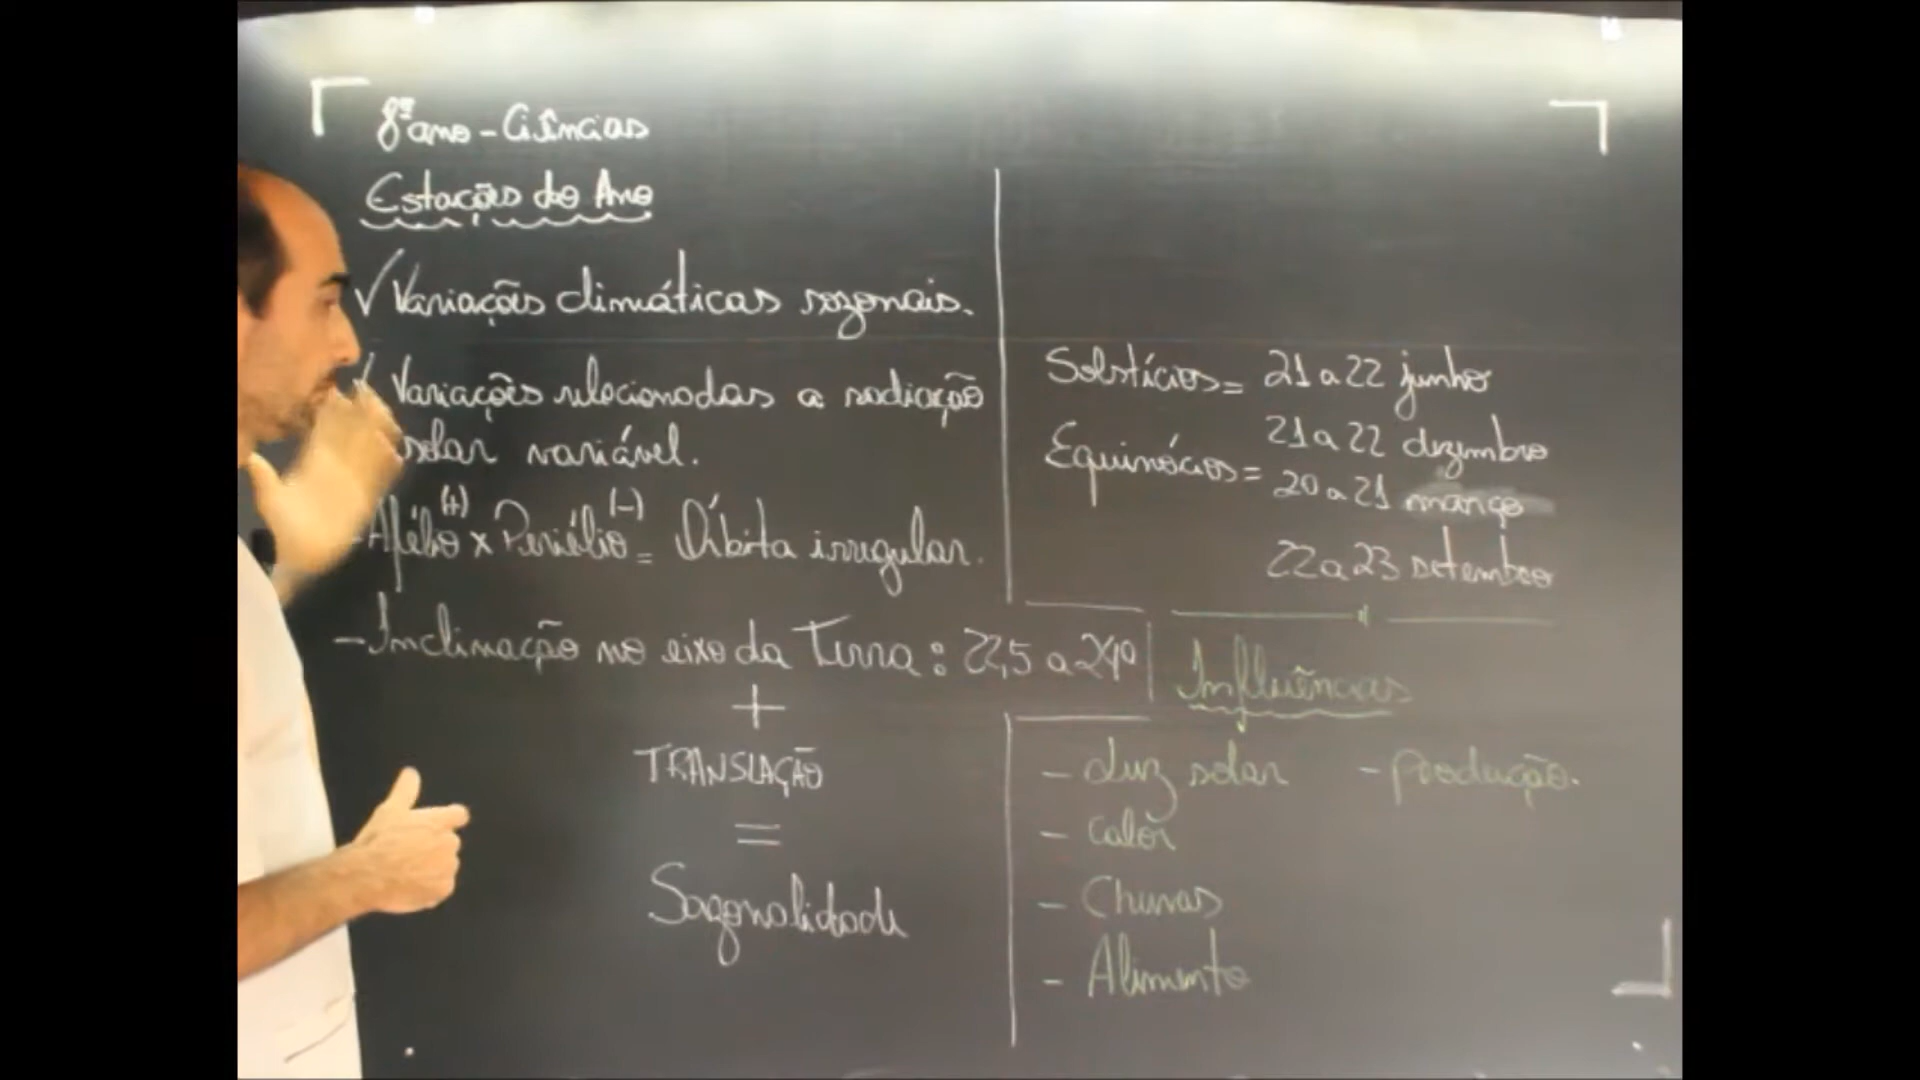 8º ano - Ciências
Estações do Ano
✓ Variações climáticas sazonais.
✓ Variações relacionadas a radiação
solar variável.
- Afélio (+) x Periélio (-) = Órbita irregular.
- Inclinação no eixo da Terra: 22,5 a 24º
+
TRANSLAÇÃO
=
Sazonalidade
Solstícios = 21 a 22 junho
21 a 22 dezembro
Equinócios = 20 a 21 março
22 a 23 setembro
Influências
- Luz solar - produção.
- Calor
- Chuvas
- Alimento